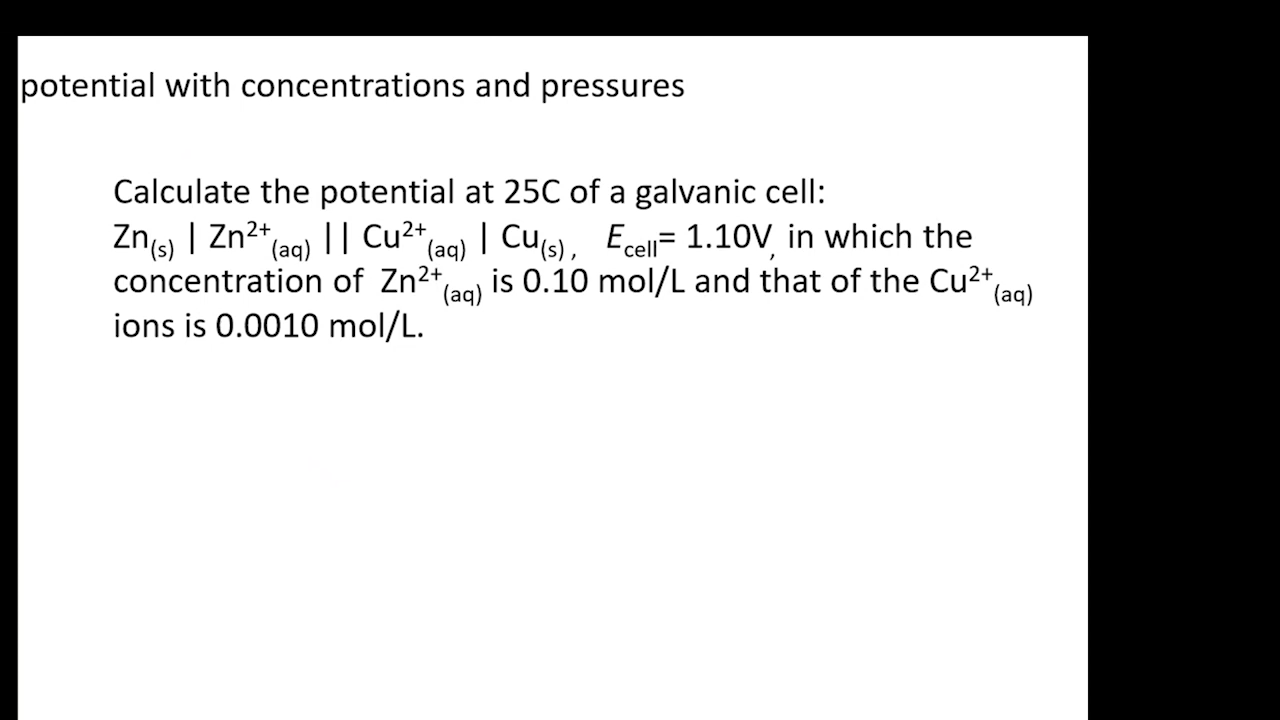 potential with concentrations and pressures
Calculate the potential at 25C of a galvanic cell:
Zn(s) | Zn²⁺(aq) || Cu²⁺(aq) | Cu(s) , Ecell= 1.10V, in which the
concentration of Zn²⁺(aq) is 0.10 mol/L and that of the Cu²⁺(aq)
ions is 0.0010 mol/L.